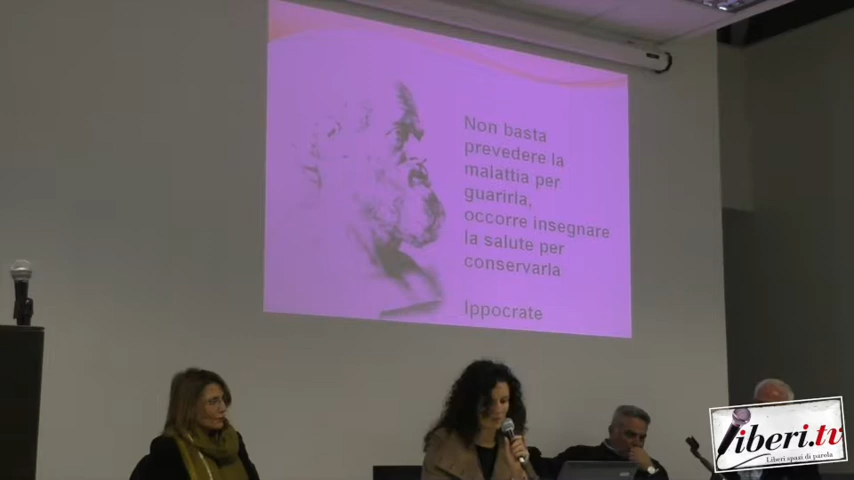 Non basta
prevedere la
malattia per
guarirla,
occorre insegnare
la salute per
conservarla
Ippocrate
liberi.tv
Liberi spazi di parola